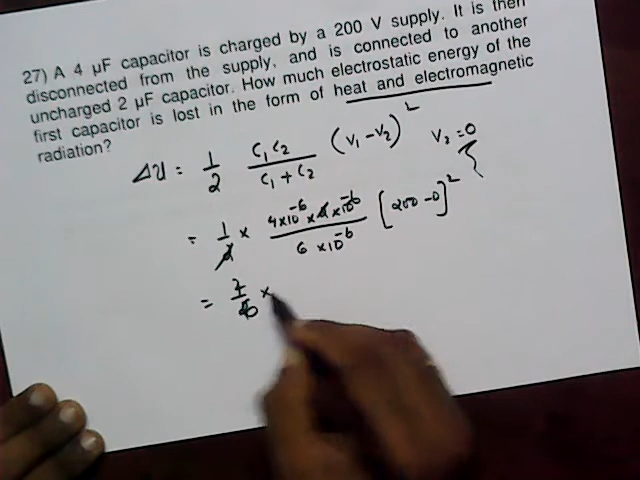 27) A 4 μF capacitor is charged by a 200 V supply. It is then
disconnected from the supply, and is connected to another
uncharged 2 μF capacitor. How much electrostatic energy of the
first capacitor is lost in the form of heat and electromagnetic
radiation?
ΔU = 1/2 C₁C₂/(C₁ + C₂) (V₁ – V₂)² V₂ = 0 }
= 1/2 × (4×10⁻⁶ × 2×10⁻⁶)/(6 × 10⁻⁶) [200 – 0]²
= ×